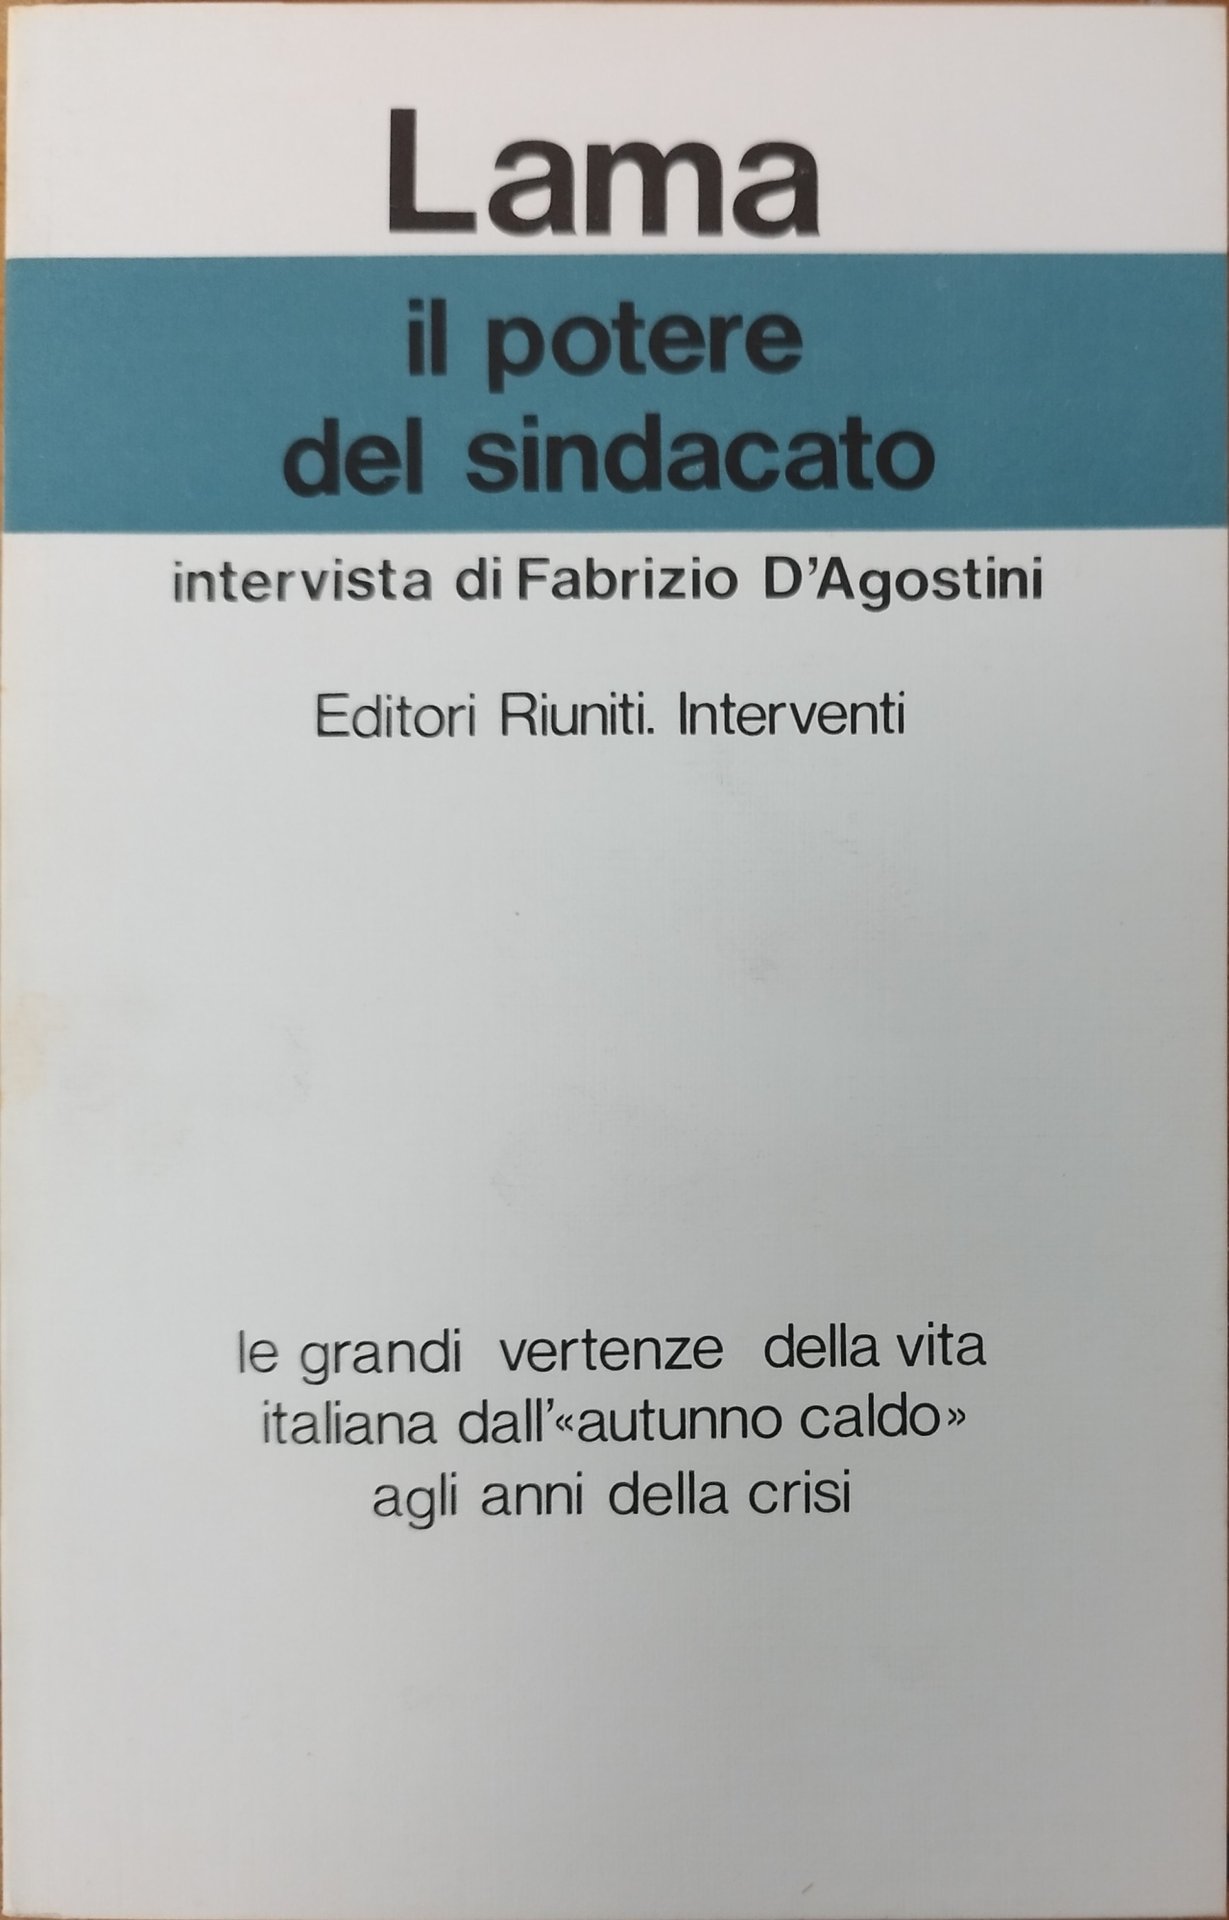 Lama
il potere
del sindacato
intervista di Fabrizio D'Agostini
Editori Riuniti. Interventi
le grandi vertenze della vita
italiana dall'«autunno caldo»
agli anni della crisi